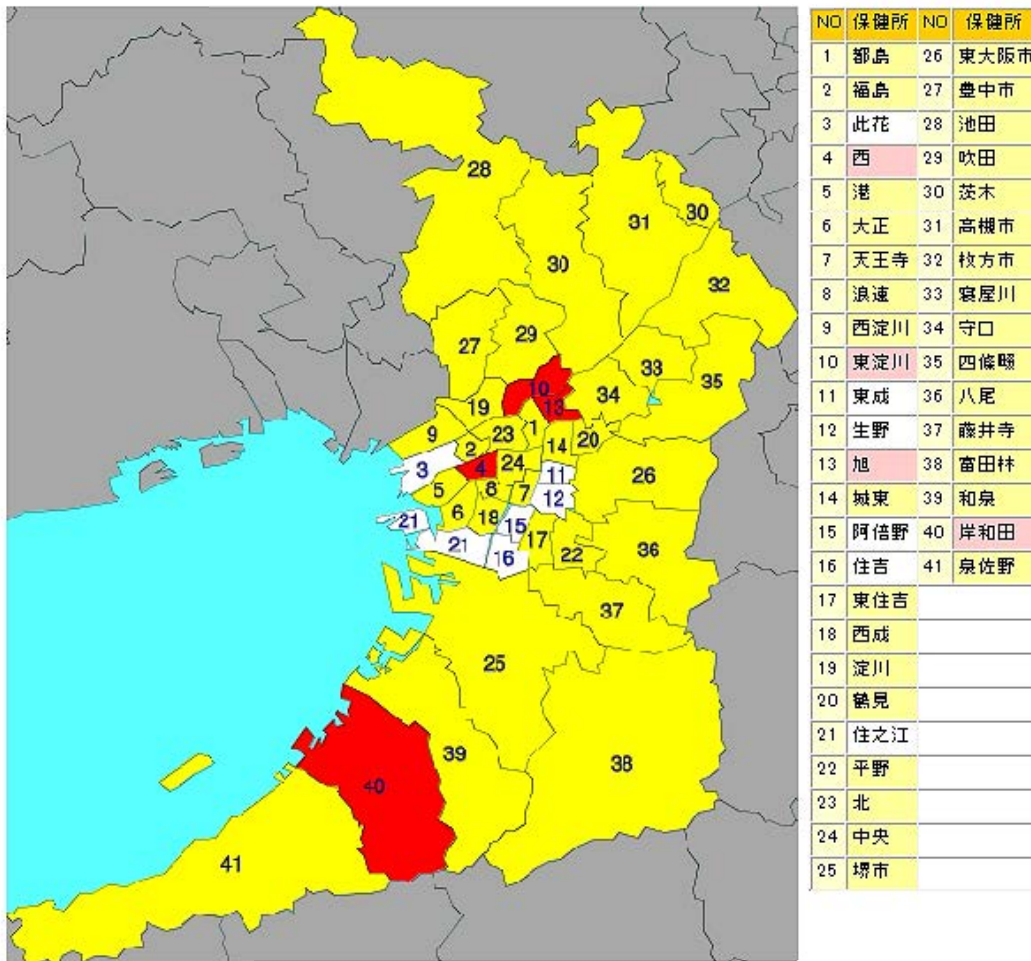 NO 保健所 NO 保健所
1 都島 26 東大阪市
2 福島 27 豊中市
3 此花 28 池田
4 西 29 吹田
5 港 30 茨木
6 大正 31 高槻市
7 天王寺 32 枚方市
8 浪速 33 寝屋川
9 西淀川 34 守口
10 東淀川 35 四條畷
11 東成 36 八尾
12 生野 37 藤井寺
13 旭 38 富田林
14 城東 39 和泉
15 阿倍野 40 岸和田
16 住吉 41 泉佐野
17 東住吉
18 西成
19 淀川
20 鶴見
21 住之江
22 平野
23 北
24 中央
25 堺市
28
31
30
30
32
29
27
33
35
10
34
13
19
1
9
23
14
20
2
24
3
4
11
26
5
8
7
12
6
18
21
15
17
22
21
16
36
37
25
39
38
40
41